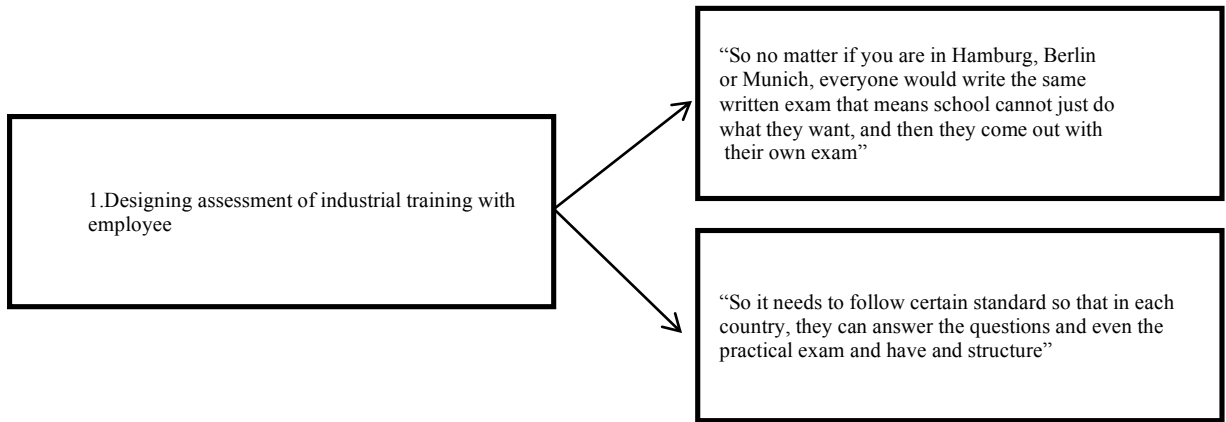 “So no matter if you are in Hamburg, Berlin
or Munich, everyone would write the same
written exam that means school cannot just do
what they want, and then they come out with
their own exam”
1.Designing assessment of industrial training with
employee
“So it needs to follow certain standard so that in each
country, they can answer the questions and even the
practical exam and have and structure”